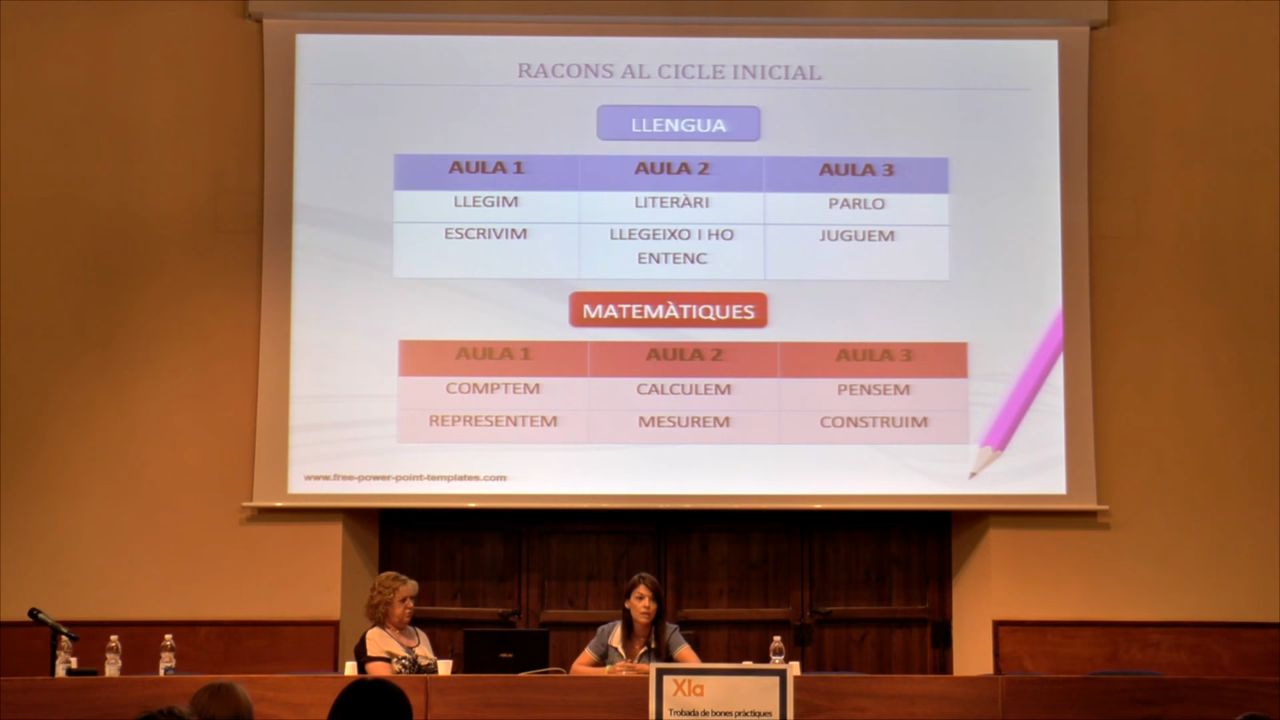 RACONS AL CICLE INICIAL
LLENGUA
AULA 1 AULA 2 AULA 3
LLEGIM LITERÀRI PARLO
ESCRIVIM LLEGEIXO I HO JUGUEM
ENTENC
MATEMÀTIQUES
AULA 1 AULA 2 AULA 3
COMPTEM CALCULEM PENSEM
REPRESENTEM MESUREM CONSTRUIM
www.free-power-point-templates.com
XIa
Trobada de bones pràctiques